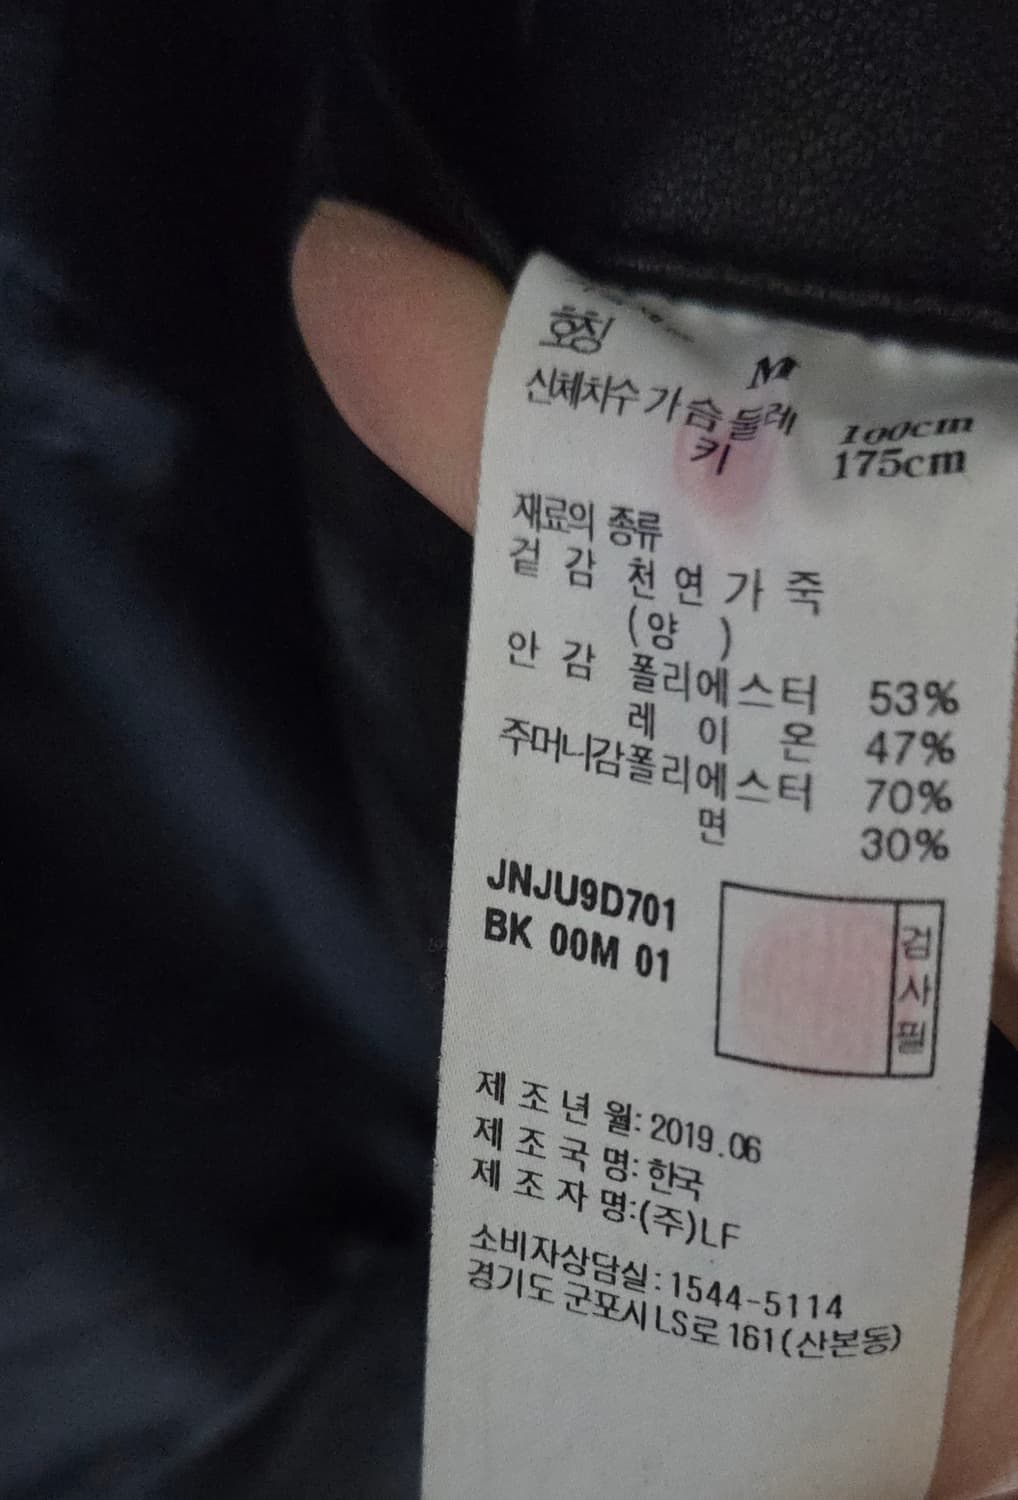 호칭 M
신체치수 가슴둘레 100cm
키 175cm
재료의 종류
겉 감 천 연 가 죽
(양 )
안 감 폴리에스터 53%
레 이 온 47%
주머니감폴리에스터 70%
면 30%
JNJU9D701
BK 00M 01
검
사
필
제 조 년 월: 2019.06
제 조 국 명: 한국
제 조 자 명:(주)LF
소비자상담실: 1544-5114
경기도 군포시 LS로 161(산본동)